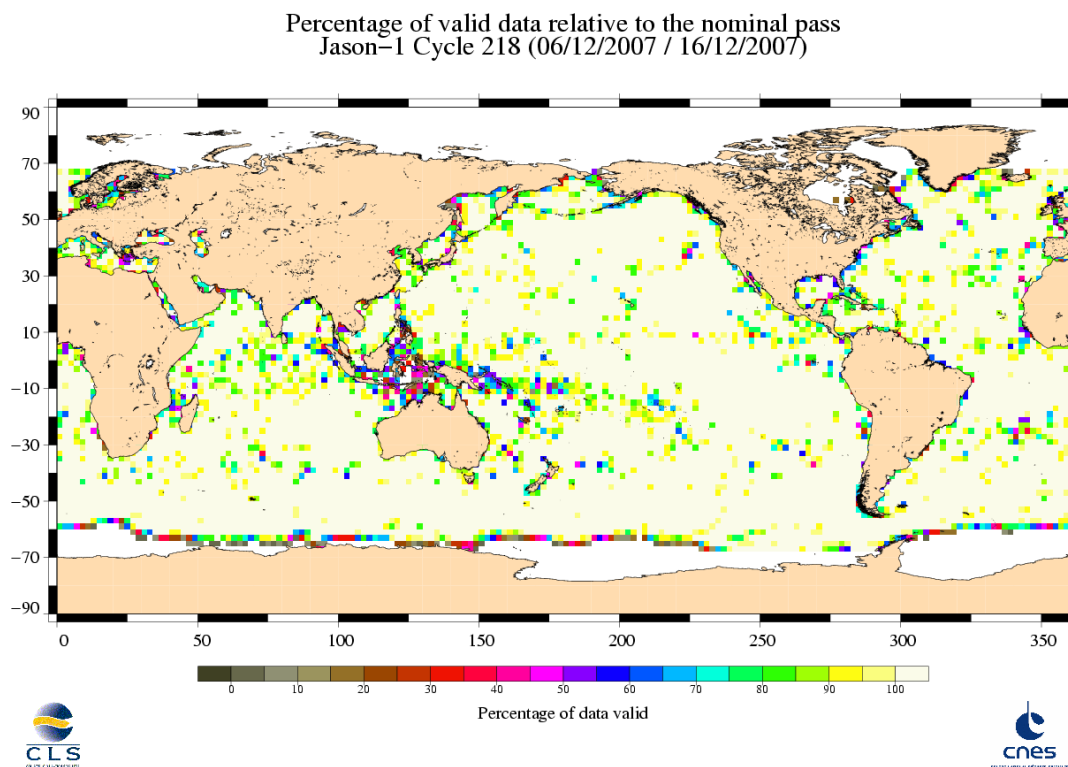 Percentage of valid data relative to the nominal pass
Jason−1 Cycle 218 (06/12/2007 / 16/12/2007)
90
70
50
30
10
−10
−30
−50
−70
−90
0 50 100 150 200 250 300 350
0 10 20 30 40 50 60 70 80 90 100
Percentage of data valid
CLS
cnes